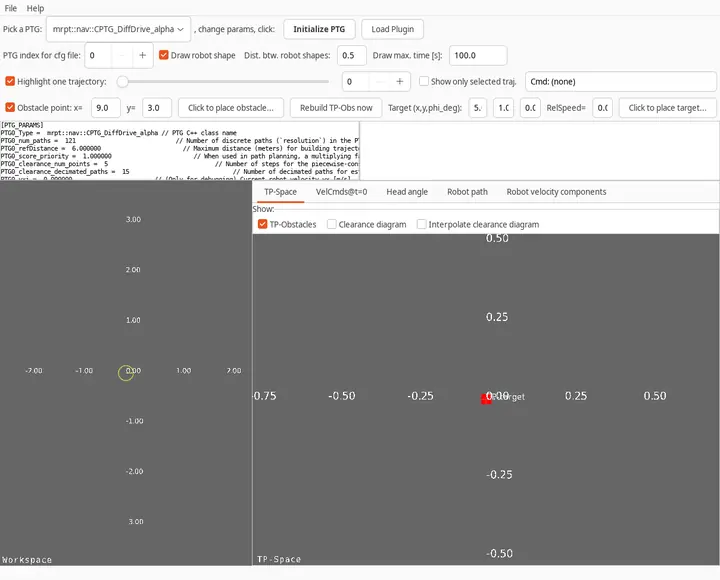 File Help
Pick a PTG: mrpt::nav::CPTG_DiffDrive_alpha , change params, click: Initialize PTG Load Plugin
PTG index for cfg file: 0 − + Draw robot shape Dist. btw. robot shapes: 0.5 Draw max. time [s]: 100.0
Highlight one trajectory: 0 − + Show only selected traj. Cmd: (none)
Obstacle point: x= 9.0 y= 3.0 Click to place obstacle... Rebuild TP-Obs now Target (x,y,phi_deg): 5. 1.( 0.( RelSpeed= 0.( Click to place target...
[PTG_PARAMS]
PTG0_Type = mrpt::nav::CPTG_DiffDrive_alpha // PTG C++ class name
PTG0_num_paths = 121 // Number of discrete paths (`resolution`) in the P
PTG0_refDistance = 6.000000 // Maximum distance (meters) for building traject
PTG0_score_priority = 1.000000 // When used in path planning, a multiplying f
PTG0_clearance_num_points = 5 // Number of steps for the piecewise-con
PTG0_clearance_decimated_paths = 15 // Number of decimated paths for es
TP-Space VelCmds@t=0 Head angle Robot path Robot velocity components
Show:
TP-Obstacles Clearance diagram Interpolate clearance diagram
3.00
2.00
1.00
-2.00 -1.00 0.00 1.00 2.00
-1.00
-2.00
3.00
Workspace
0.50
0.25
-0.75 -0.50 -0.25 0.00 0.25 0.50
-0.25
-0.50
TP-Space